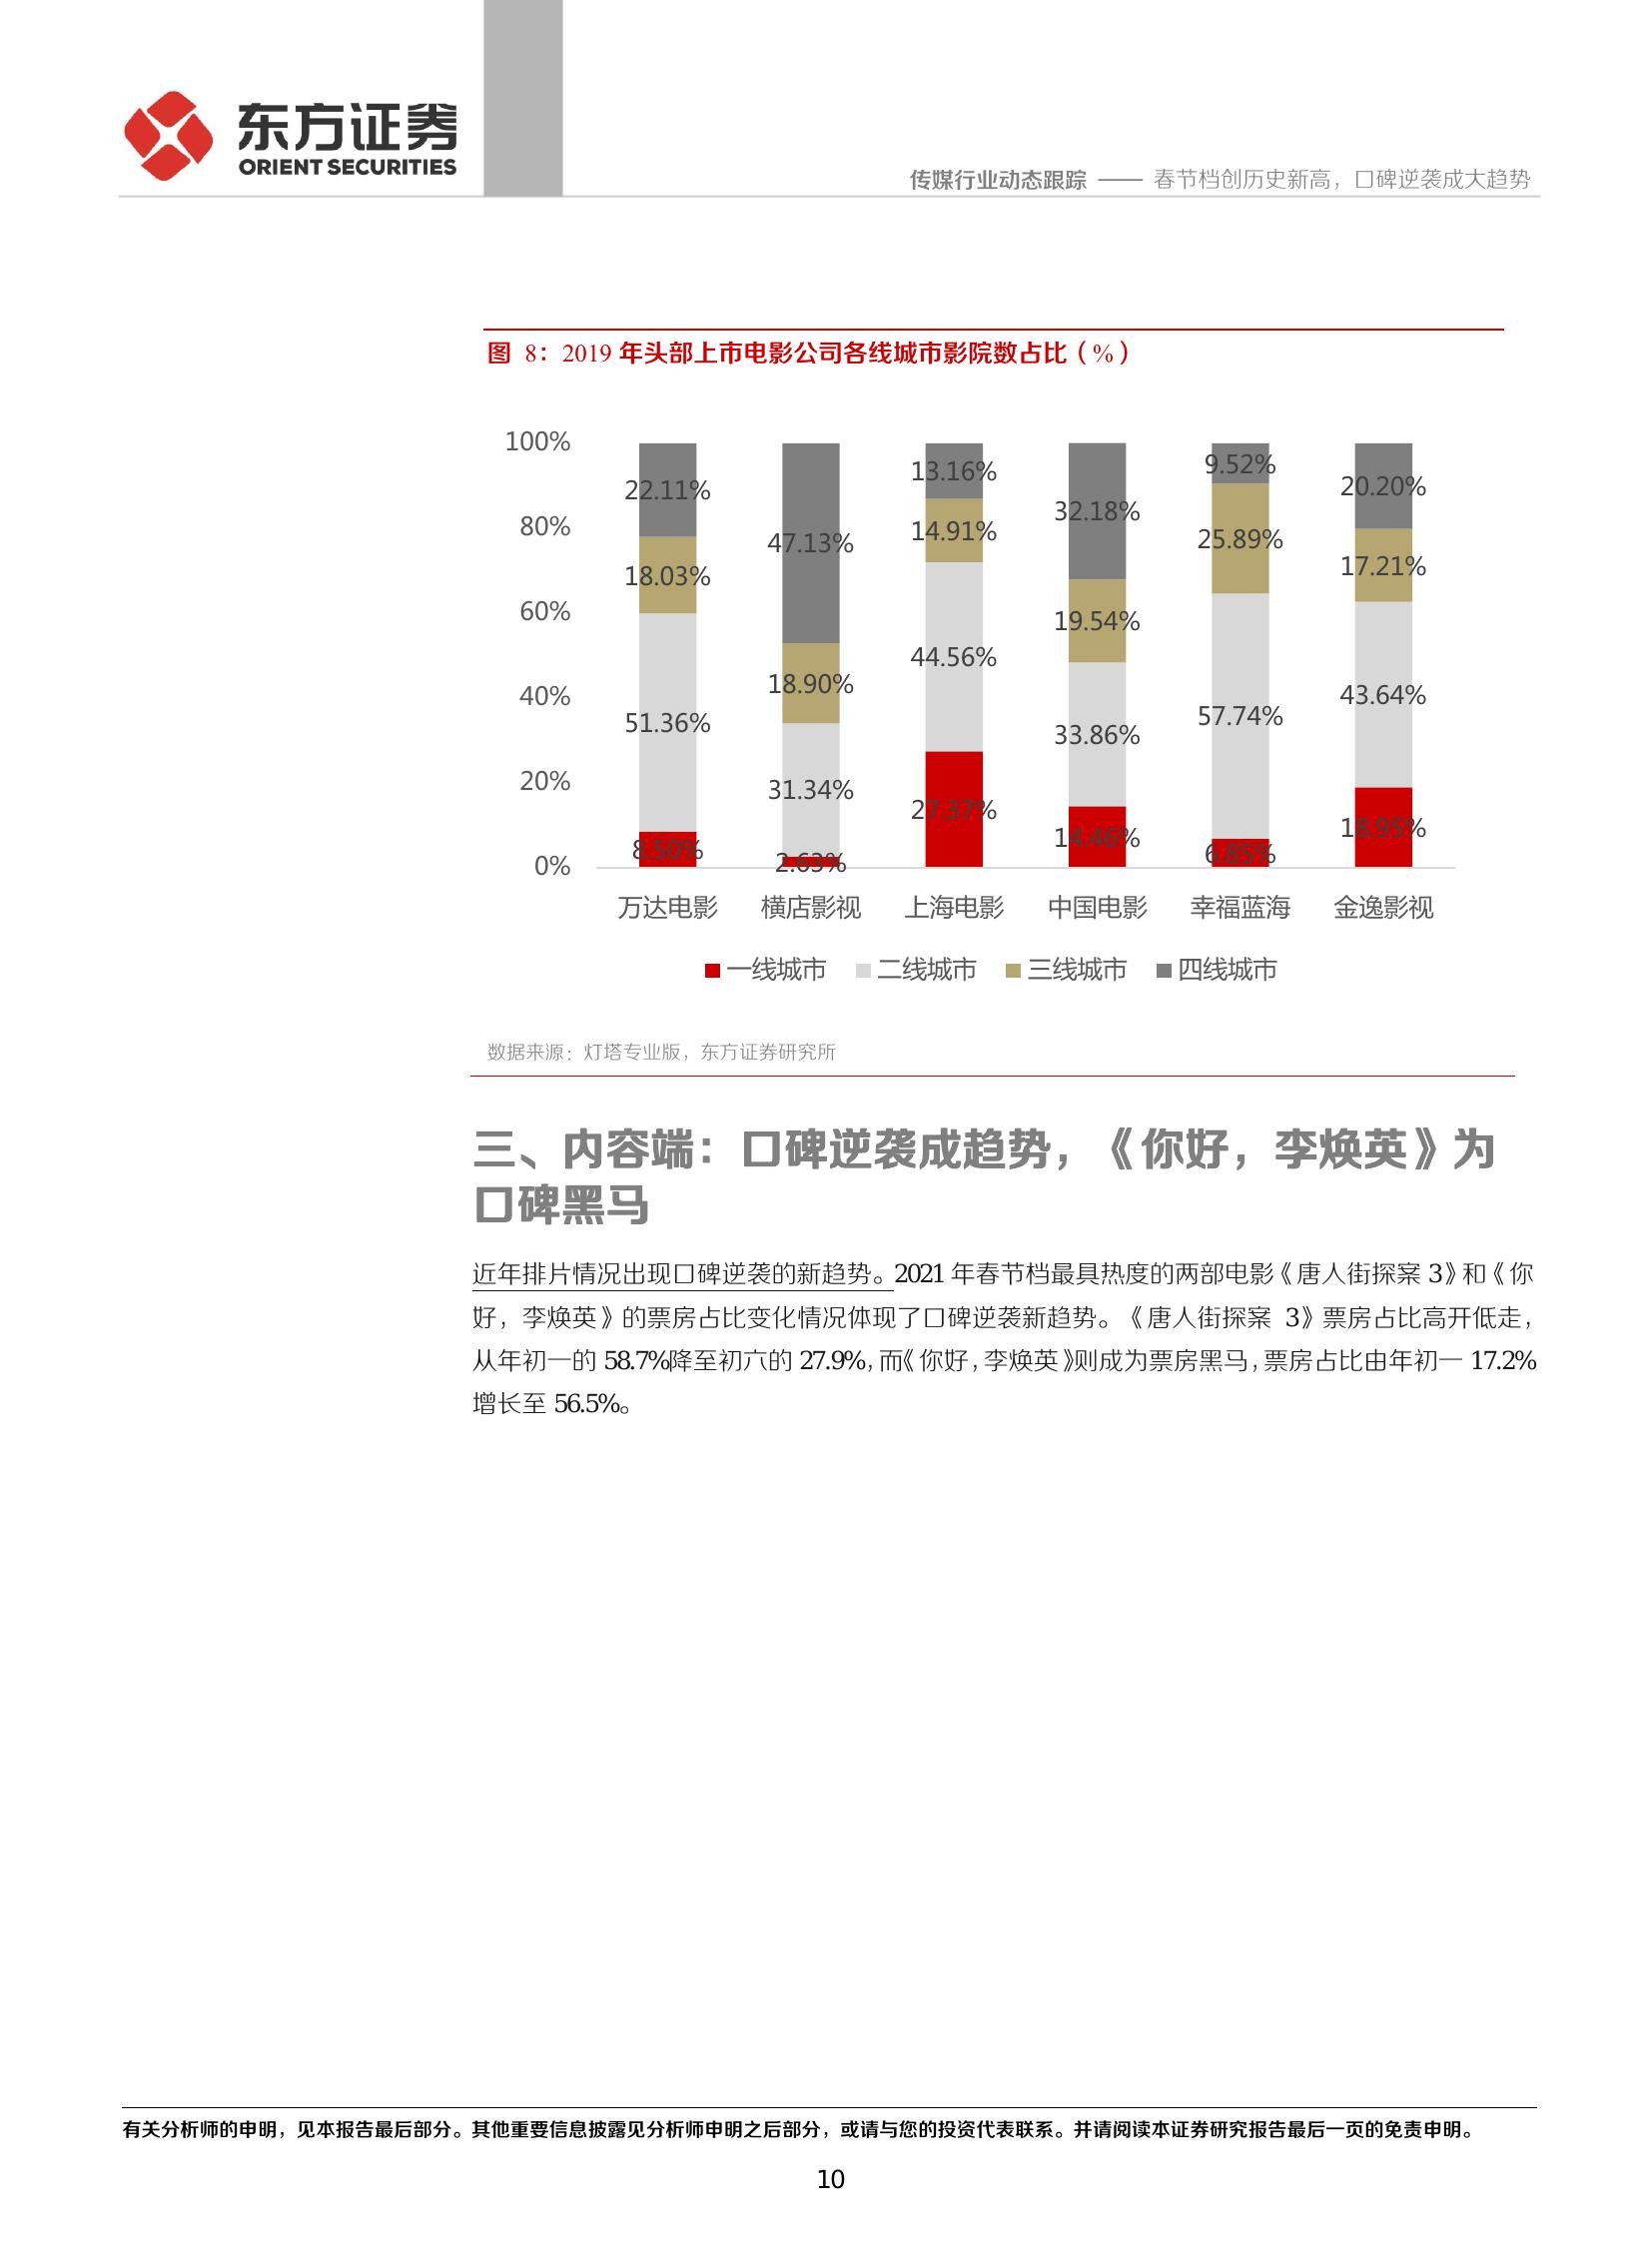 东方证券
ORIENT SECURITIES
传媒行业动态跟踪 —— 春节档创历史新高，口碑逆袭成大趋势
图 8：2019 年头部上市电影公司各线城市影院数占比（%）
100%
80%
60%
40%
20%
0%
22.11%
18.03%
51.36%
8.50%
47.13%
18.90%
31.34%
2.63%
13.16%
14.91%
44.56%
27.37%
32.18%
19.54%
33.86%
14.46%
9.52%
25.89%
57.74%
6.85%
20.20%
17.21%
43.64%
18.95%
万达电影 横店影视 上海电影 中国电影 幸福蓝海 金逸影视
一线城市 二线城市 三线城市 四线城市
数据来源：灯塔专业版，东方证券研究所
三、内容端：口碑逆袭成趋势，《你好，李焕英》为
口碑黑马
近年排片情况出现口碑逆袭的新趋势。2021 年春节档最具热度的两部电影《唐人街探案 3》和《你
好，李焕英》的票房占比变化情况体现了口碑逆袭新趋势。《唐人街探案 3》票房占比高开低走，
从年初一的 58.7%降至初六的 27.9%，而《你好，李焕英》则成为票房黑马，票房占比由年初一 17.2%
增长至 56.5%。
有关分析师的申明，见本报告最后部分。其他重要信息披露见分析师申明之后部分，或请与您的投资代表联系。并请阅读本证券研究报告最后一页的免责申明。
10